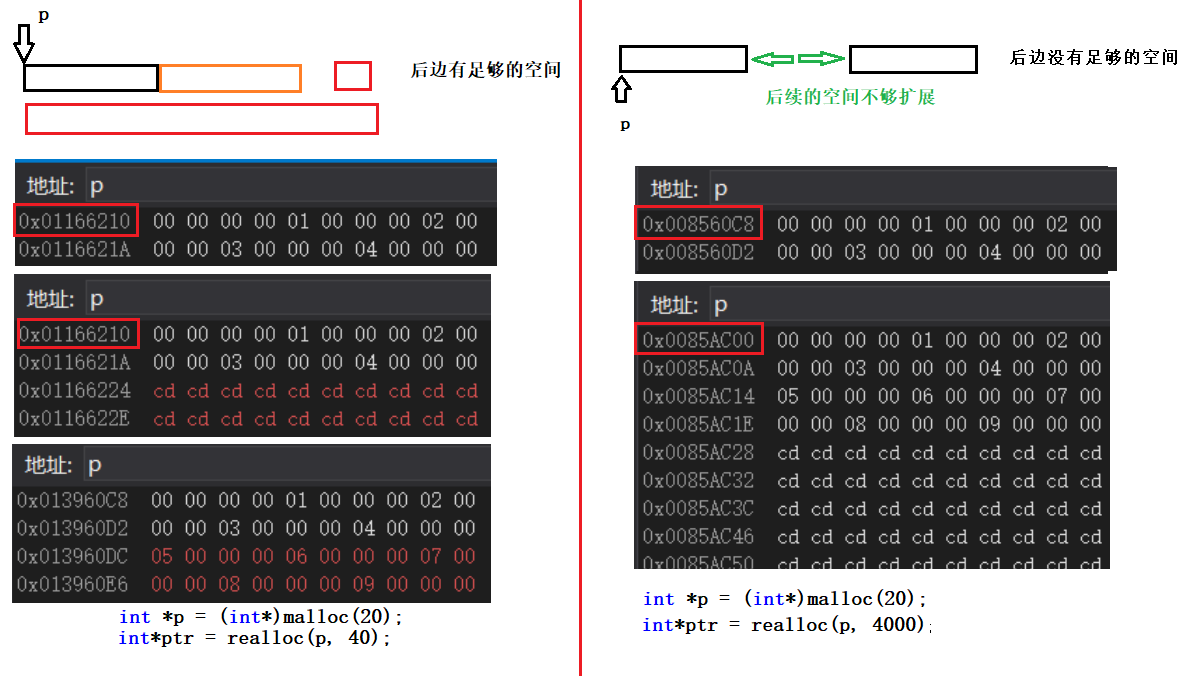 p
后边有足够的空间
地址: p
0x01166210 00 00 00 00 01 00 00 00 02 00
0x0116621A 00 00 03 00 00 00 04 00 00 00
地址: p
0x01166210 00 00 00 00 01 00 00 00 02 00
0x0116621A 00 00 03 00 00 00 04 00 00 00
0x01166224 cd cd cd cd cd cd cd cd cd cd
0x0116622E cd cd cd cd cd cd cd cd cd cd
地址: p
0x013960C8 00 00 00 00 01 00 00 00 02 00
0x013960D2 00 00 03 00 00 00 04 00 00 00
0x013960DC 05 00 00 00 06 00 00 00 07 00
0x013960E6 00 00 08 00 00 00 09 00 00 00
int *p = (int*)malloc(20);
int*ptr = realloc(p, 40);
后边没有足够的空间
后续的空间不够扩展
p
地址: p
0x008560C8 00 00 00 00 01 00 00 00 02 00
0x008560D2 00 00 03 00 00 00 04 00 00 00
地址: p
0x0085AC00 00 00 00 00 01 00 00 00 02 00
0x0085AC0A 00 00 03 00 00 00 04 00 00 00
0x0085AC14 05 00 00 00 06 00 00 00 07 00
0x0085AC1E 00 00 08 00 00 00 09 00 00 00
0x0085AC28 cd cd cd cd cd cd cd cd cd cd
0x0085AC32 cd cd cd cd cd cd cd cd cd cd
0x0085AC3C cd cd cd cd cd cd cd cd cd cd
0x0085AC46 cd cd cd cd cd cd cd cd cd cd
0x0085AC50 cd cd cd cd cd cd cd cd cd cd
int *p = (int*)malloc(20);
int*ptr = realloc(p, 4000);